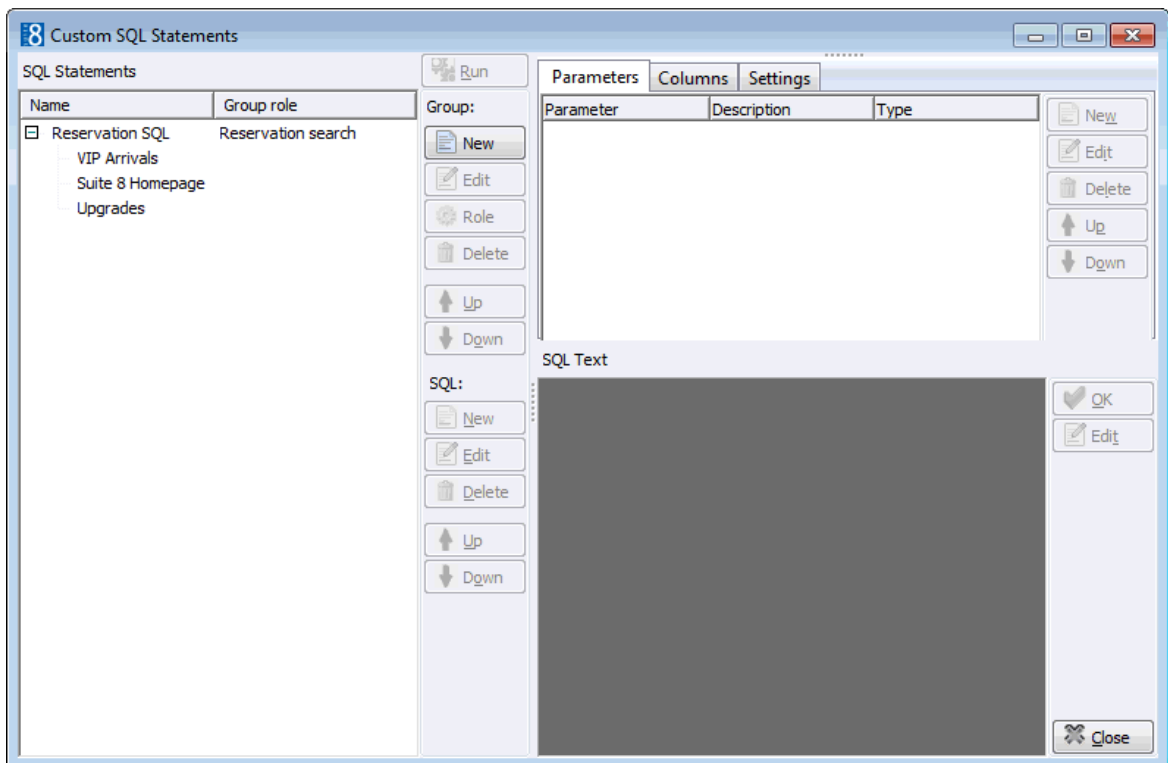 8 Custom SQL Statements
SQL Statements
Name Group role
Reservation SQL Reservation search
VIP Arrivals
Suite 8 Homepage
Upgrades
Run
Group:
New
Edit
Role
Delete
Up
Down
SQL:
New
Edit
Delete
Up
Down
Parameters Columns Settings
Parameter Description Type
New
Edit
Delete
Up
Down
SQL Text
OK
Edit
Close